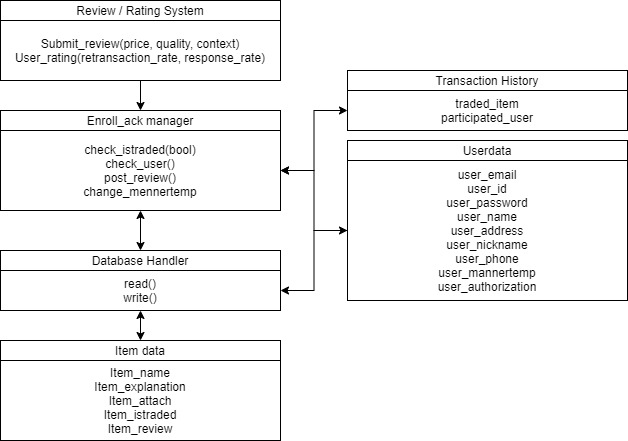 Review / Rating System
Submit_review(price, quality, context)
User_rating(retransaction_rate, response_rate)
Enroll_ack manager
check_istraded(bool)
check_user()
post_review()
change_mennertemp
Database Handler
read()
write()
Item data
Item_name
Item_explanation
Item_attach
Item_istraded
Item_review
Transaction History
traded_item
participated_user
Userdata
user_email
user_id
user_password
user_name
user_address
user_nickname
user_phone
user_mannertemp
user_authorization